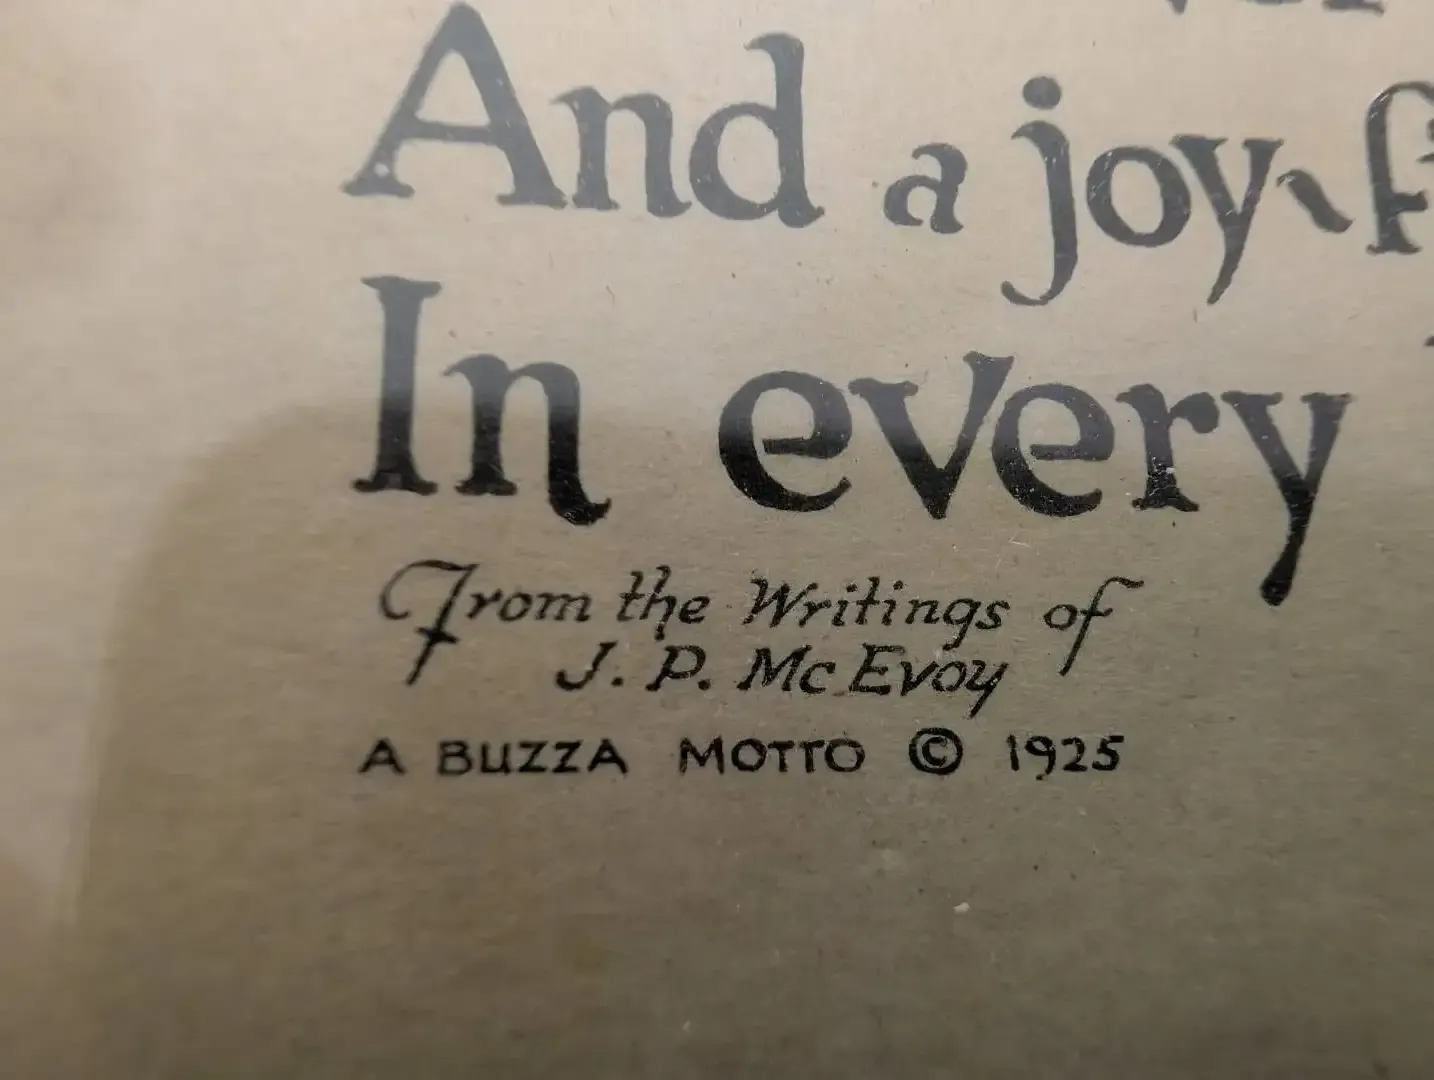 And a joy-
In every
From the Writings of
J. P. McEvoy
A BUZZA MOTTO © 1925